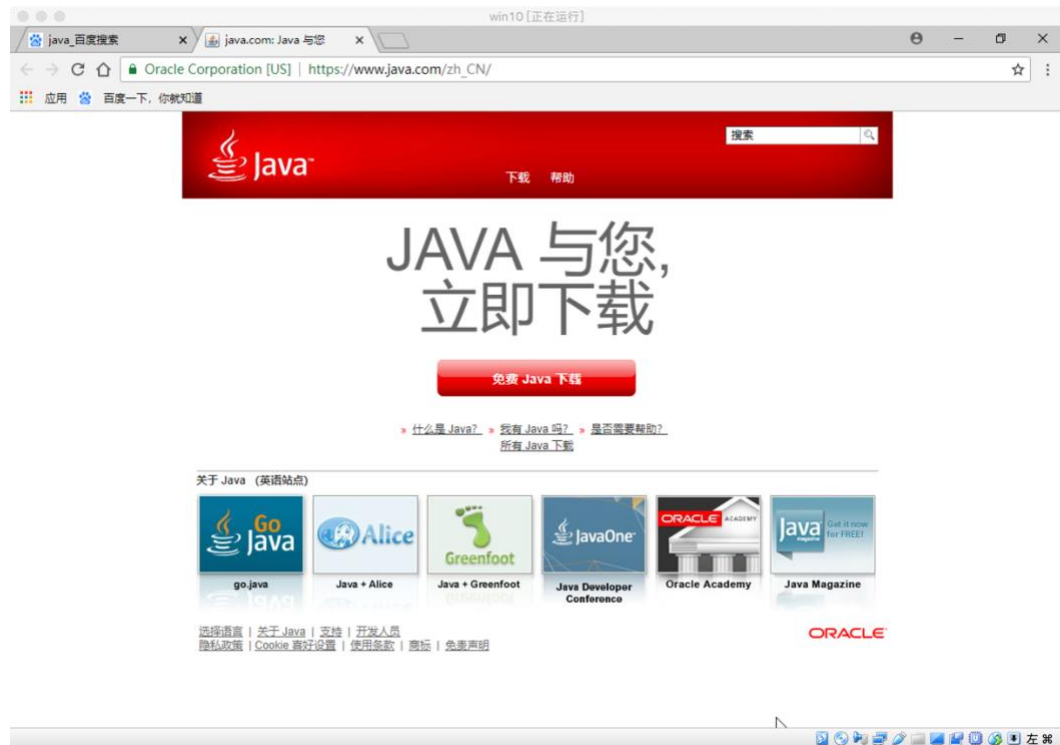 win10 [正在运行]
java_百度搜索
java.com: Java 与您
Oracle Corporation [US] | https://www.java.com/zh_CN/
应用 百度一下，你就知道
Java™
搜索
下载 帮助
JAVA 与您,
立即下载
免费 Java 下载
» 什么是 Java? » 我有 Java 吗? » 是否需要帮助?
所有 Java 下载
关于 Java (英语站点)
Go Java
Alice
Greenfoot
JavaOne
ORACLE ACADEMY
Java magazine
Get it now for FREE!
go.java
Java + Alice
Java + Greenfoot
Java Developer
Conference
Oracle Academy
Java Magazine
选择语言 | 关于 Java | 支持 | 开发人员
隐私政策 | Cookie 喜好设置 | 使用条款 | 商标 | 免责声明
ORACLE
左 ⌘